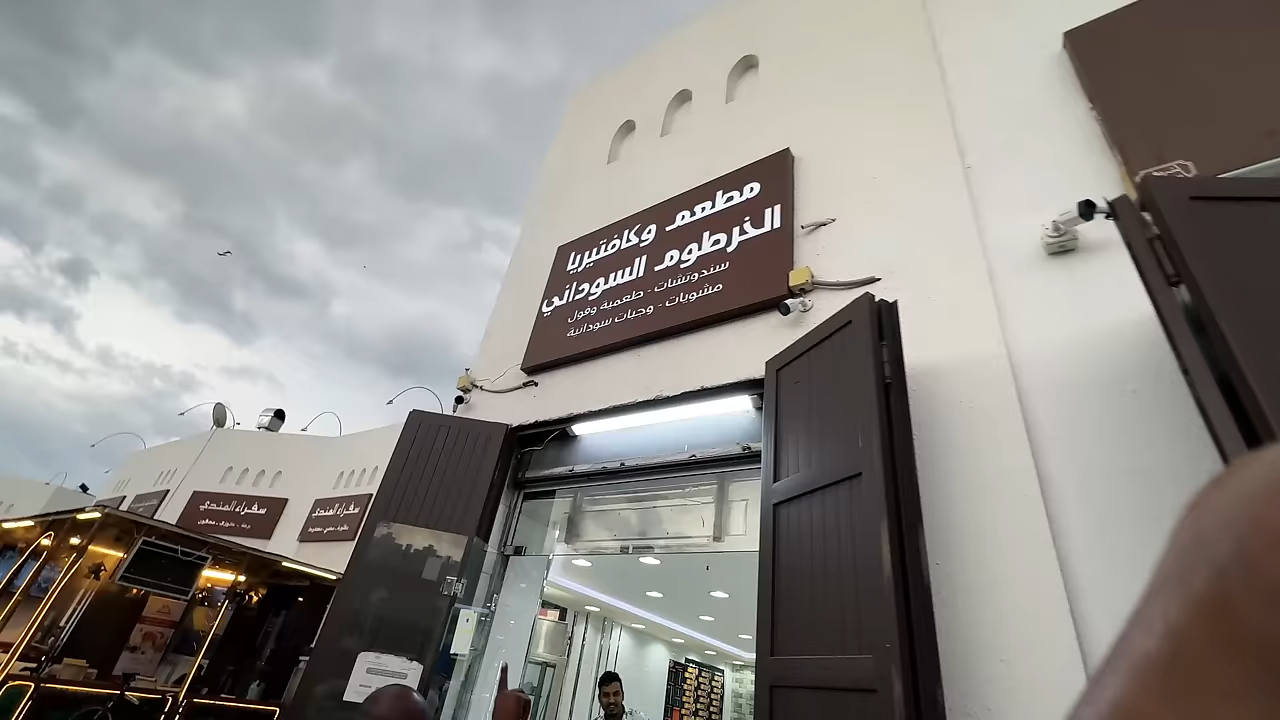 مطعم وكافتيريا
الخرطوم السوداني
سندوتشات - طعمية وفول
مشويات - وجبات سودانية
سفراء المندي
سفراء المندي